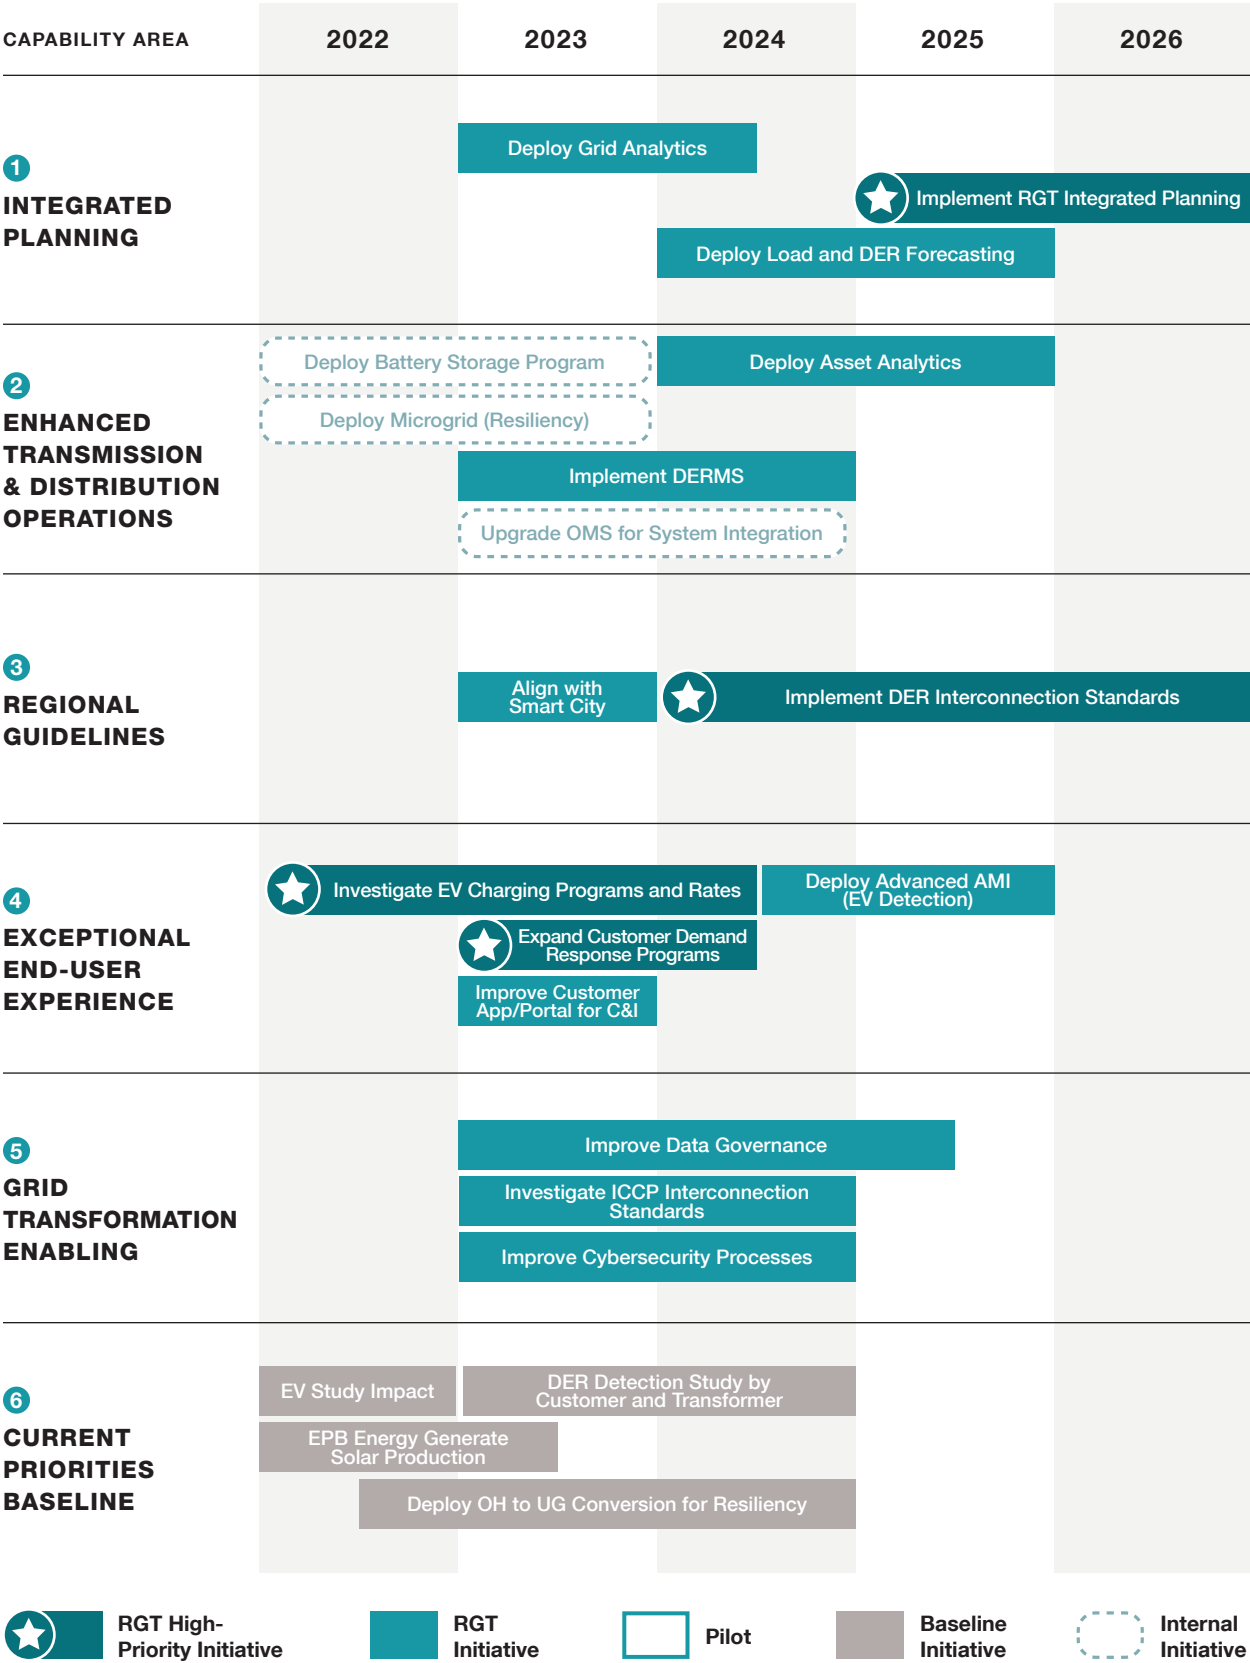 CAPABILITY AREA
2022
2023
2024
2025
2026
1
INTEGRATED
PLANNING
Deploy Grid Analytics
Implement RGT Integrated Planning
Deploy Load and DER Forecasting
2
ENHANCED
TRANSMISSION
& DISTRIBUTION
OPERATIONS
Deploy Battery Storage Program
Deploy Asset Analytics
Deploy Microgrid (Resiliency)
Implement DERMS
Upgrade OMS for System Integration
3
REGIONAL
GUIDELINES
Align with
Smart City
Implement DER Interconnection Standards
4
EXCEPTIONAL
END-USER
EXPERIENCE
Investigate EV Charging Programs and Rates
Deploy Advanced AMI
(EV Detection)
Expand Customer Demand
Response Programs
Improve Customer
App/Portal for C&I
5
GRID
TRANSFORMATION
ENABLING
Improve Data Governance
Investigate ICCP Interconnection
Standards
Improve Cybersecurity Processes
6
CURRENT
PRIORITIES
BASELINE
EV Study Impact
DER Detection Study by
Customer and Transformer
EPB Energy Generate
Solar Production
Deploy OH to UG Conversion for Resiliency
RGT High-
Priority Initiative
RGT
Initiative
Pilot
Baseline
Initiative
Internal
Initiative